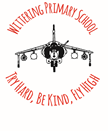 Wittering Primary School
Try Hard, Be Kind, Fly High